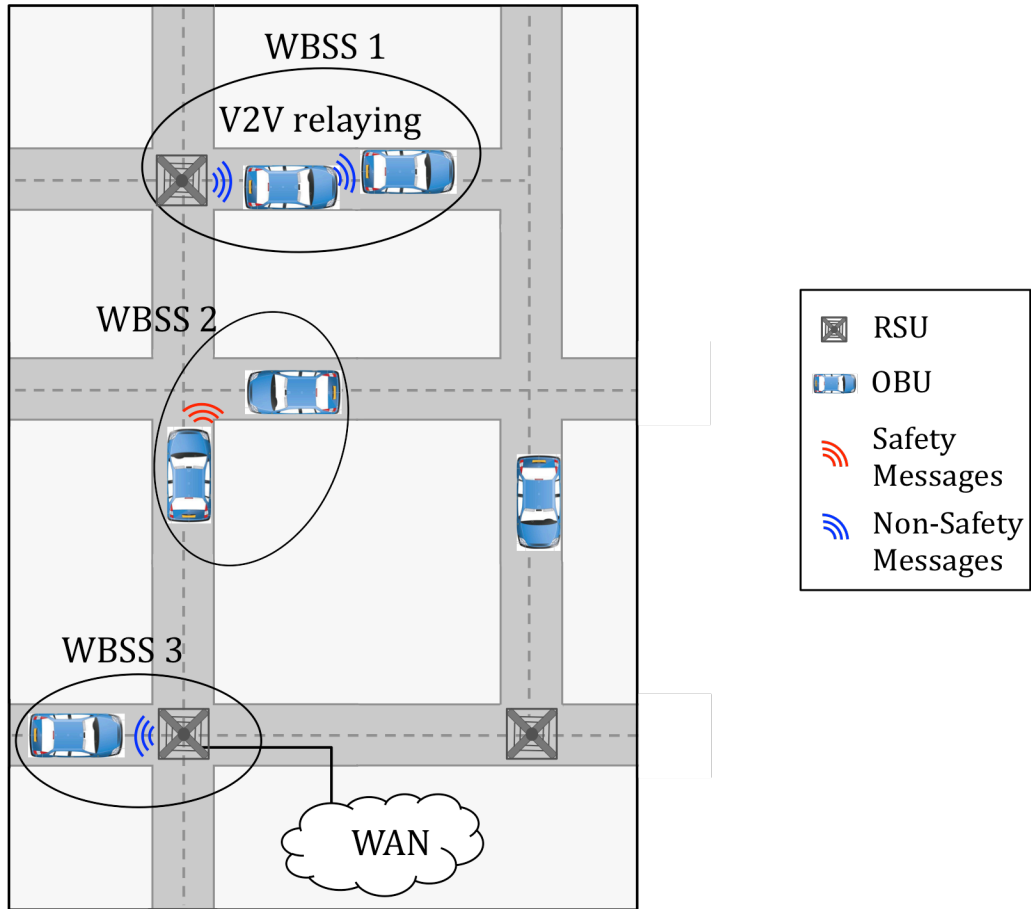 WBSS 1
V2V relaying
WBSS 2
WBSS 3
WAN
RSU
OBU
Safety
Messages
Non-Safety
Messages